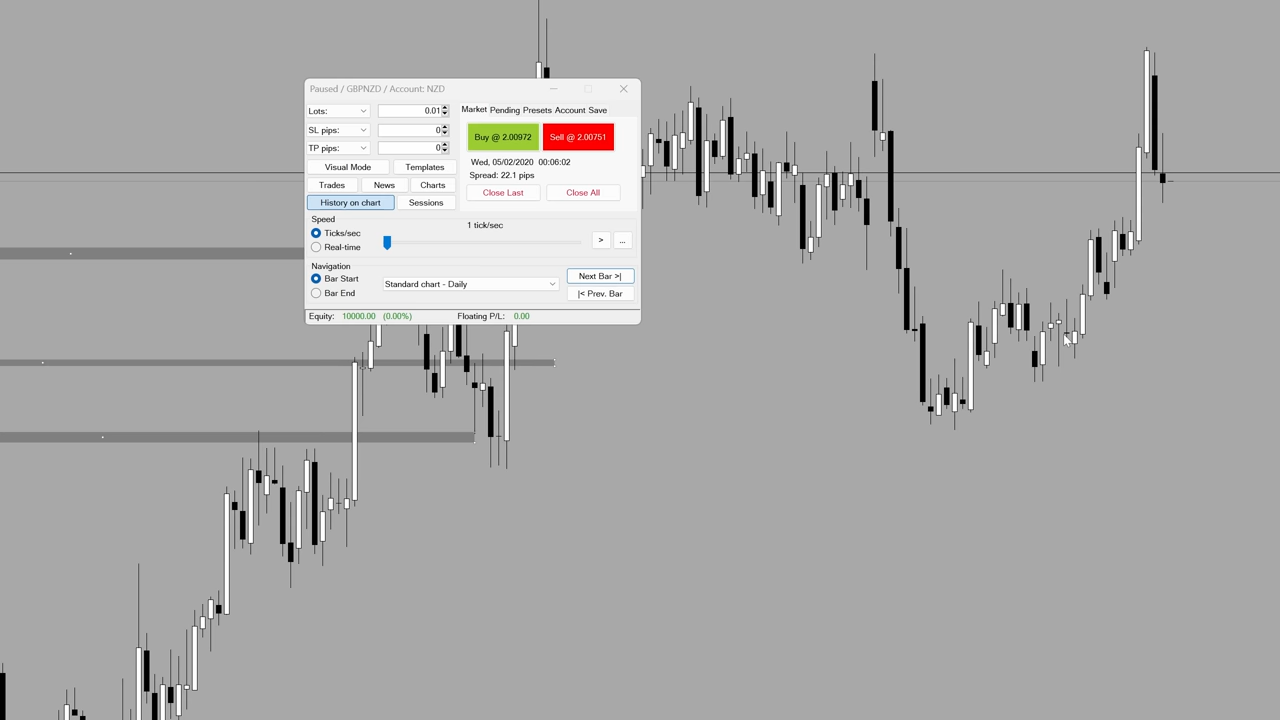 Paused / GBPNZD / Account: NZD
Lots: 0.01
SL pips: 0
TP pips: 0
Visual Mode Templates
Trades News Charts
History on chart Sessions
Market Pending Presets Account Save
Buy @ 2.00972 Sell @ 2.00751
Wed, 05/02/2020 00:06:02
Spread: 22.1 pips
Close Last Close All
Speed
1 tick/sec
Ticks/sec
Real-time
> ...
Navigation
Bar Start
Bar End
Standard chart - Daily
Next Bar >|
|< Prev. Bar
Equity: 10000.00 (0.00%) Floating P/L: 0.00